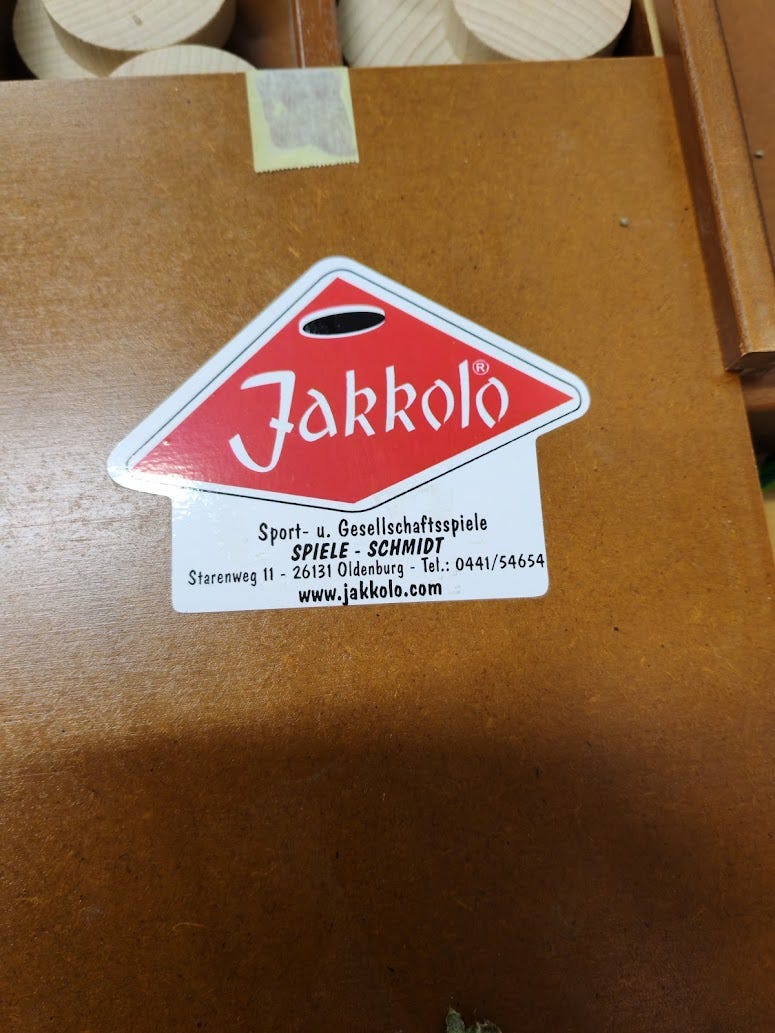 Jakkolo®
Sport- u. Gesellschaftsspiele
SPIELE - SCHMIDT
Starenweg 11 - 26131 Oldenburg - Tel.: 0441/54654
www.jakkolo.com